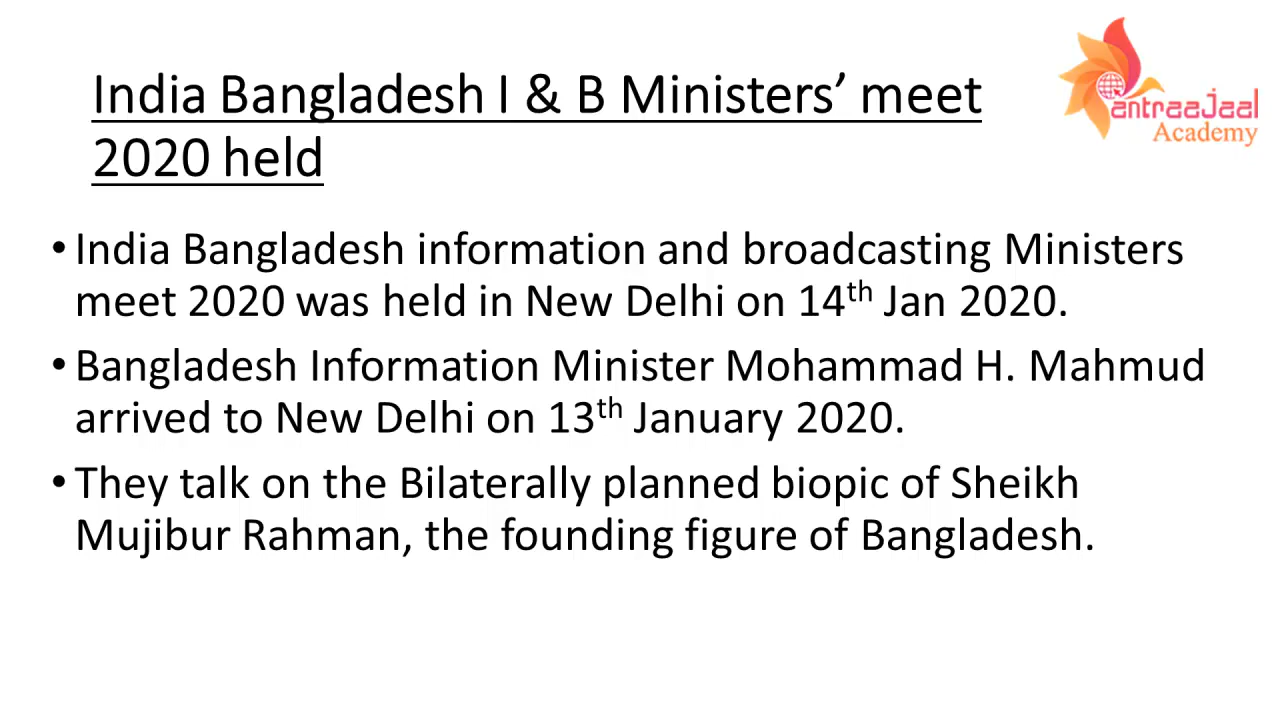 India Bangladesh I & B Ministers’ meet
2020 held
antraajaal
Academy
• India Bangladesh information and broadcasting Ministers
meet 2020 was held in New Delhi on 14th Jan 2020.
• Bangladesh Information Minister Mohammad H. Mahmud
arrived to New Delhi on 13th January 2020.
• They talk on the Bilaterally planned biopic of Sheikh
Mujibur Rahman, the founding figure of Bangladesh.